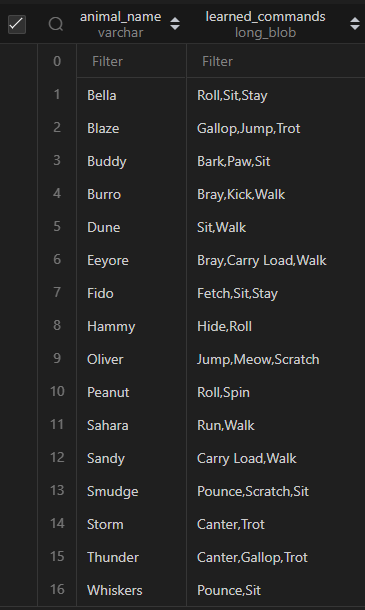 animal_name learned_commands
varchar long_blob
0 Filter Filter
1 Bella Roll,Sit,Stay
2 Blaze Gallop,Jump,Trot
3 Buddy Bark,Paw,Sit
4 Burro Bray,Kick,Walk
5 Dune Sit,Walk
6 Eeyore Bray,Carry Load,Walk
7 Fido Fetch,Sit,Stay
8 Hammy Hide,Roll
9 Oliver Jump,Meow,Scratch
10 Peanut Roll,Spin
11 Sahara Run,Walk
12 Sandy Carry Load,Walk
13 Smudge Pounce,Scratch,Sit
14 Storm Canter,Trot
15 Thunder Canter,Gallop,Trot
16 Whiskers Pounce,Sit